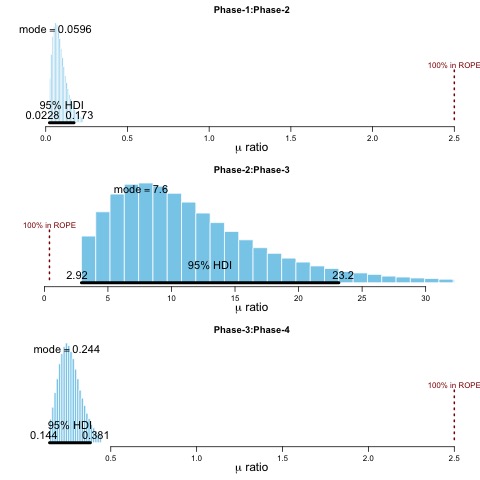 Phase-1:Phase-2
mode = 0.0596
100% in ROPE
95% HDI
0.0228 0.173
0.0 0.5 1.0 1.5 2.0 2.5
μ ratio
Phase-2:Phase-3
mode = 7.6
100% in ROPE
95% HDI
2.92 23.2
0 5 10 15 20 25 30
μ ratio
Phase-3:Phase-4
mode = 0.244
100% in ROPE
95% HDI
0.144 0.381
0.5 1.0 1.5 2.0 2.5
μ ratio